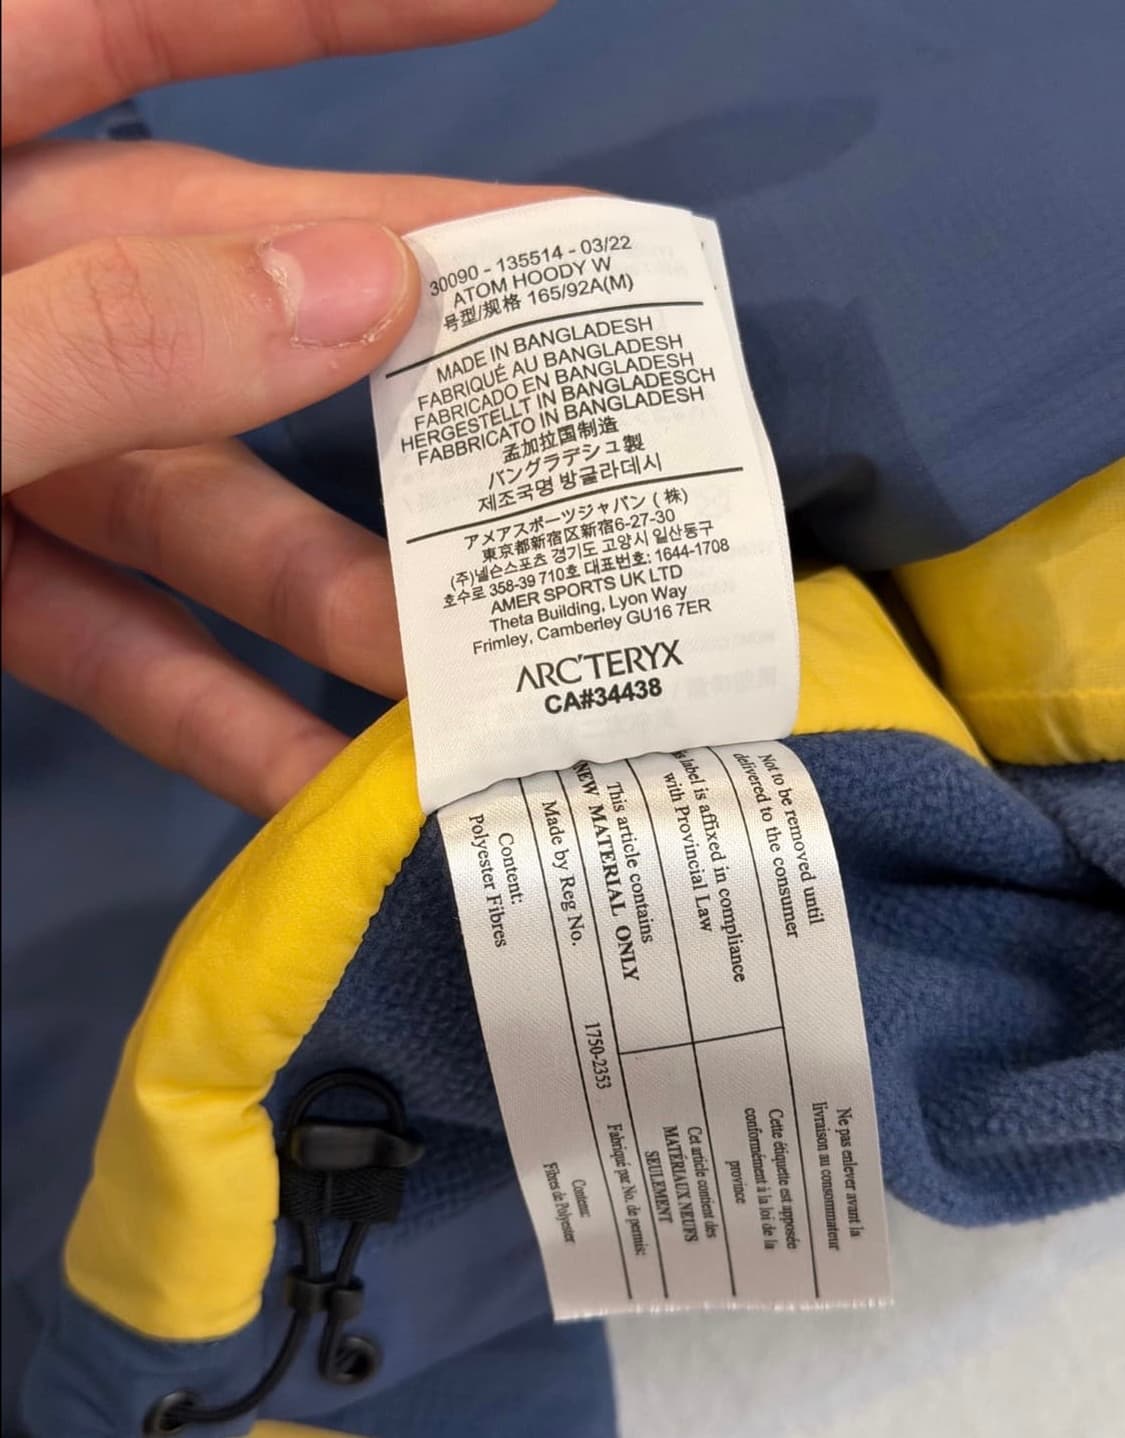 30090 - 135514 - 03/22
ATOM HOODY W
号型/规格 165/92A(M)
MADE IN BANGLADESH
FABRIQUÉ AU BANGLADESH
FABRICADO EN BANGLADESH
HERGESTELLT IN BANGLADESCH
FABBRICATO IN BANGLADESH
孟加拉国制造
バングラデシュ製
제조국명 방글라데시
アメアスポーツジャパン ( 株)
東京都新宿区新宿6-27-30
(주)넬슨스포츠 경기도 고양시 일산동구
호수로 358-39 710호 대표번호: 1644-1708
AMER SPORTS UK LTD
Theta Building, Lyon Way
Frimley, Camberley GU16 7ER
ARC'TERYX
CA#34438
Not to be removed until
delivered to the consumer
Ne pas enlever avant la
livraison au consommateur
label is affixed in compliance
with Provincial Law
Cette étiquette est apposée
conformément à la loi de la
province
This article contains
NEW MATERIAL ONLY
Cet article contient des
MATÉRIAUX NEUFS
SEULEMENT
Made by Reg No. 1750-2353 Fabriqué par No. de permis:
Content:
Polyester Fibres
Contenu:
Fibres de Polyester